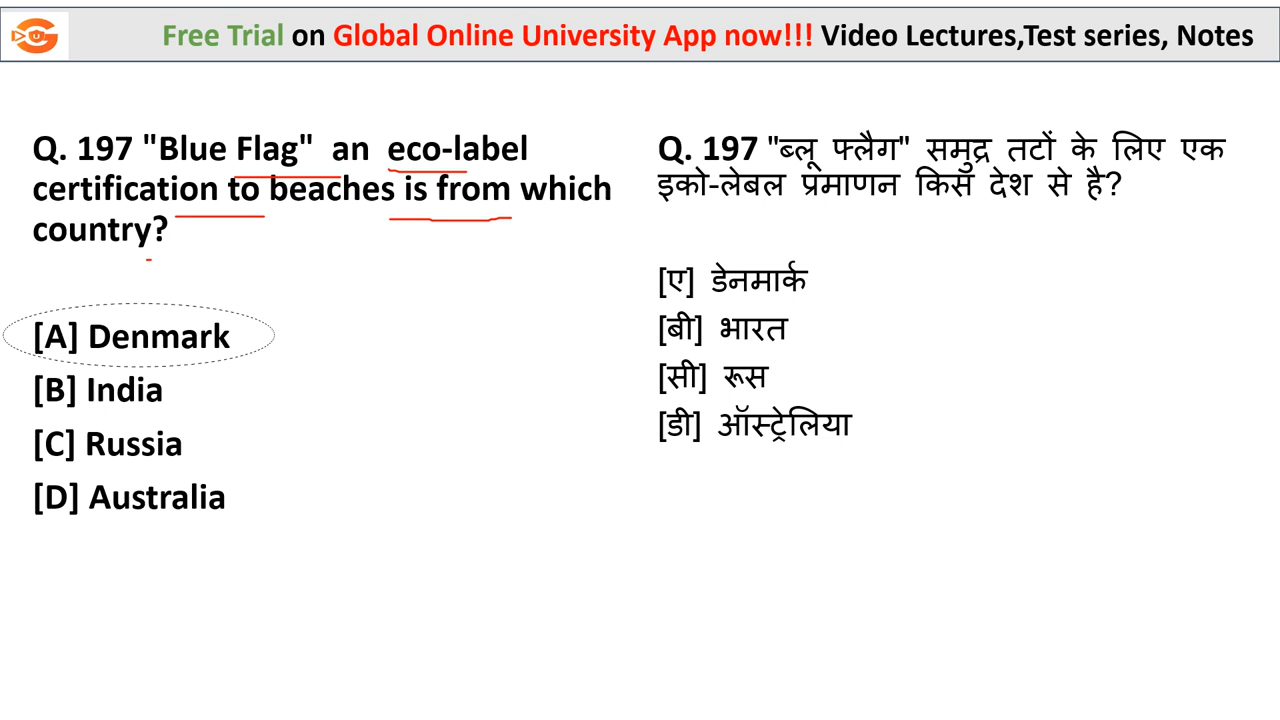 Free Trial on Global Online University App now!!! Video Lectures,Test series, Notes
Q. 197 "Blue Flag" an eco-label
certification to beaches is from which
country?
[A] Denmark
[B] India
[C] Russia
[D] Australia
Q. 197 "ब्लू फ्लैग" समुद्र तटों के लिए एक
इको-लेबल प्रमाणन किस देश से है?
[ए] डेनमार्क
[बी] भारत
[सी] रूस
[डी] ऑस्ट्रेलिया